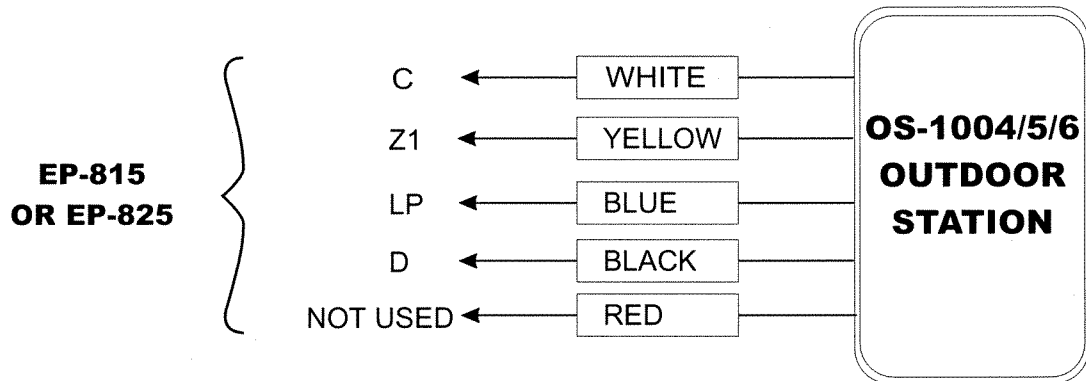 EP-815
OR EP-825
C
WHITE
Z1
YELLOW
LP
BLUE
D
BLACK
NOT USED
RED
OS-1004/5/6
OUTDOOR
STATION